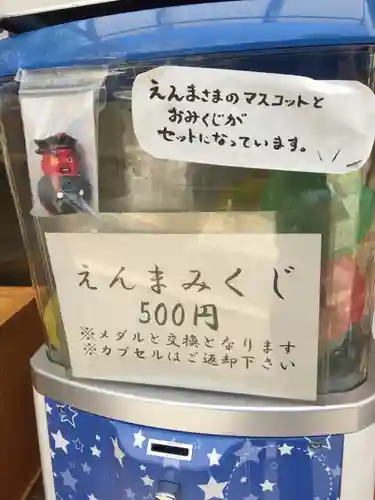 えんまさまのマスコットと
おみくじが
セットになっています。
えんまみくじ
500円
※メダルと交換となります
※カプセルはご返却下さい